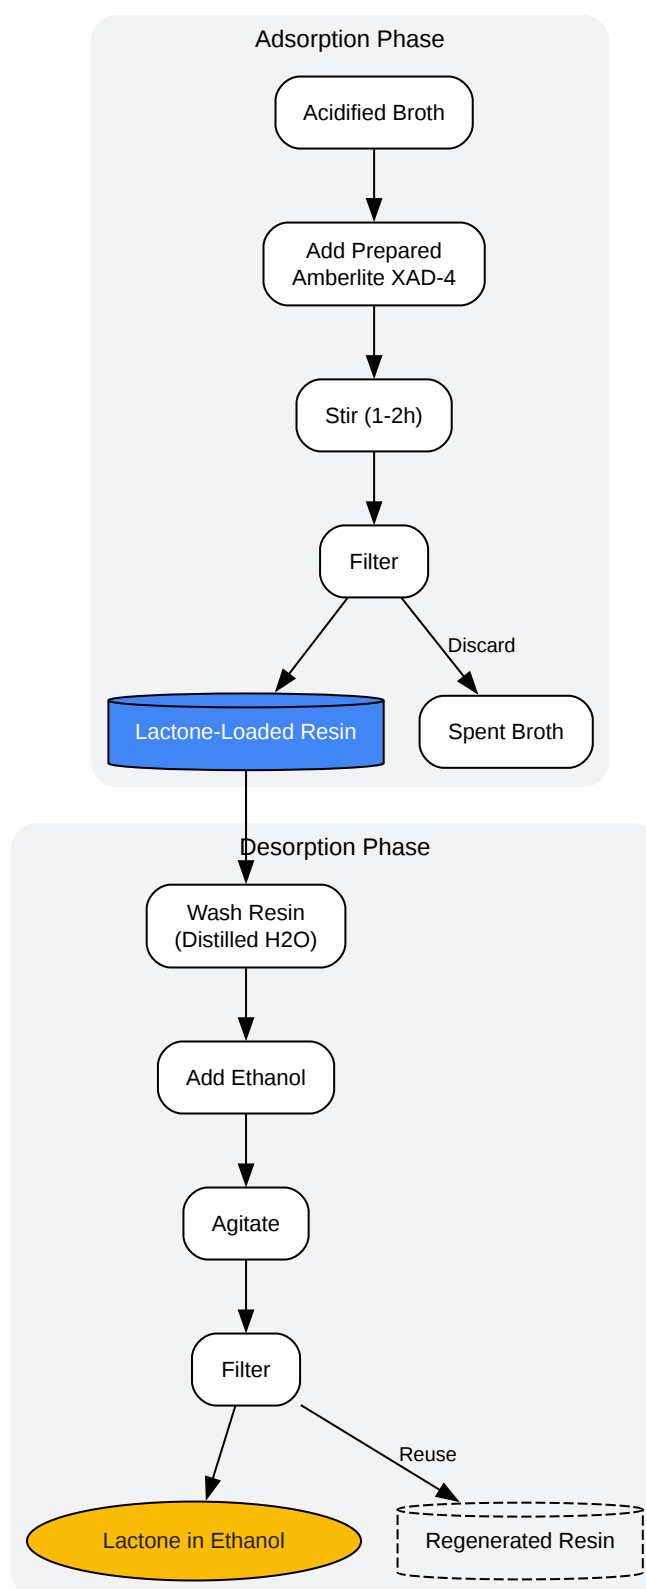 Adsorption Phase
Acidified Broth
Add Prepared
Amberlite XAD-4
Stir (1-2h)
Filter
Discard
Lactone-Loaded Resin
Spent Broth
Desorption Phase
Wash Resin
(Distilled H2O)
Add Ethanol
Agitate
Filter
Reuse
Lactone in Ethanol
Regenerated Resin